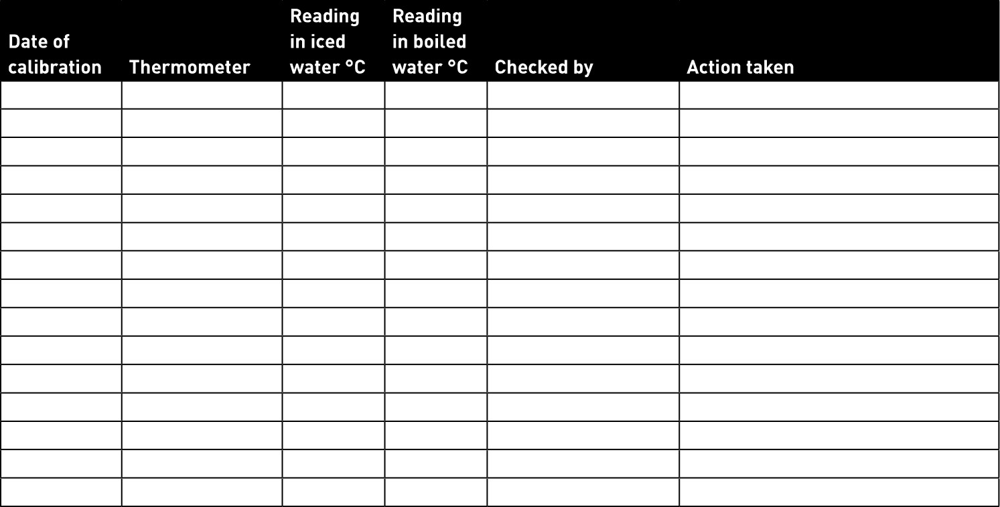 Date of
calibration
Thermometer
Reading
in iced
water °C
Reading
in boiled
water °C
Checked by
Action taken